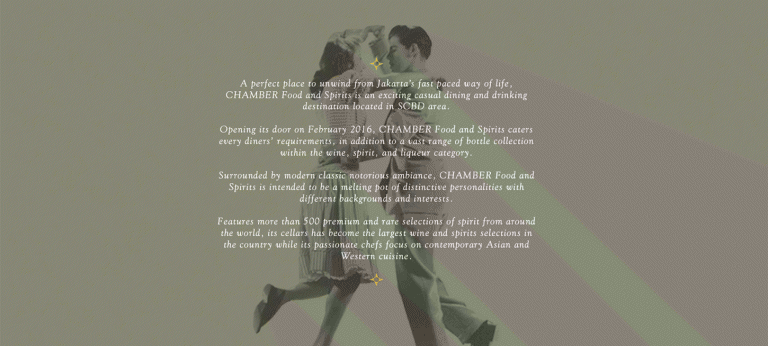 A perfect place to unwind from Jakarta's fast paced way of life,
CHAMBER Food and Spirits is an exciting casual dining and drinking
destination located in SCBD area.
Opening its door on February 2016, CHAMBER Food and Spirits caters
every diners' requirements, in addition to a vast range of bottle collection
within the wine, spirit, and liqueur category.
Surrounded by modern classic notorious ambiance, CHAMBER Food and
Spirits is intended to be a melting pot of distinctive personalities with
different backgrounds and interests.
Features more than 500 premium and rare selections of spirit from around
the world, its cellars has become the largest wine and spirits selections in
the country while its passionate chefs focus on contemporary Asian and
Western cuisine.